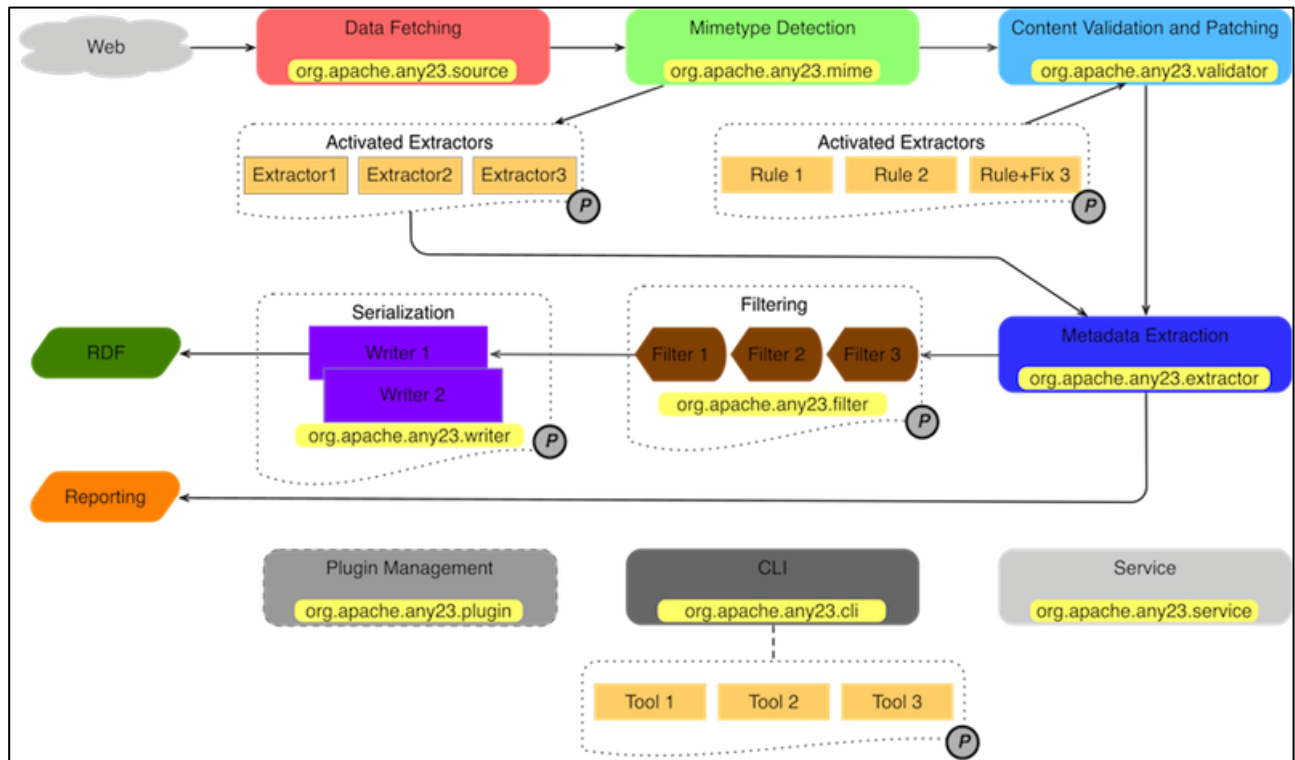 Web
Data Fetching
org.apache.any23.source
Mimetype Detection
org.apache.any23.mime
Content Validation and Patching
org.apache.any23.validator
Activated Extractors
Extractor1
Extractor2
Extractor3
P
Activated Extractors
Rule 1
Rule 2
Rule+Fix 3
P
RDF
Serialization
Writer 1
Writer 2
org.apache.any23.writer
P
Filtering
Filter 1
Filter 2
Filter 3
org.apache.any23.filter
P
Metadata Extraction
org.apache.any23.extractor
Reporting
Plugin Management
org.apache.any23.plugin
CLI
org.apache.any23.cli
Service
org.apache.any23.service
Tool 1
Tool 2
Tool 3
P